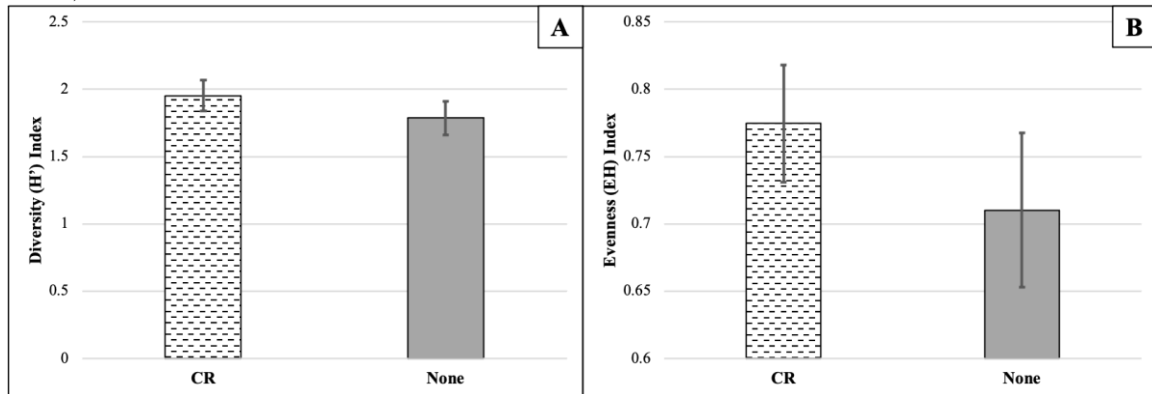 A
2.5
2
1.5
1
0.5
0
Diversity (H') Index
CR
None
B
0.85
0.8
0.75
0.7
0.65
0.6
Evenness (EH) Index
CR
None